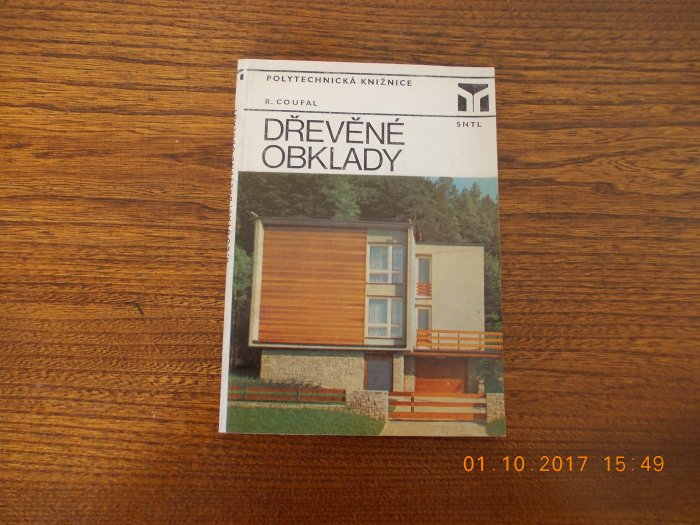 POLYTECHNICKÁ KNIŽNICE
R. COUFAL
SNTL
DŘEVĚNÉ
OBKLADY
01.10.2017 15:49